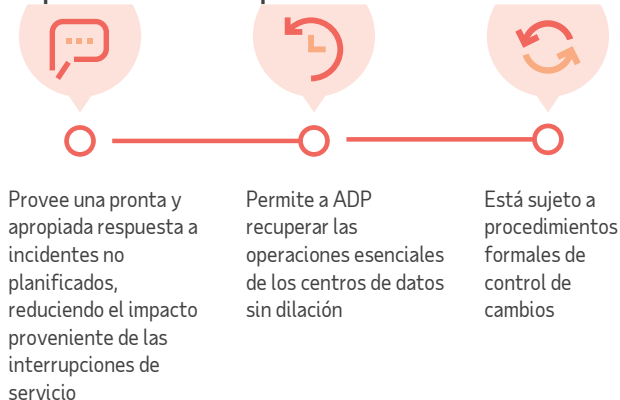 Provee una pronta y
apropiada respuesta a
incidentes no
planificados,
reduciendo el impacto
proveniente de las
interrupciones de
servicio
Permite a ADP
recuperar las
operaciones esenciales
de los centros de datos
sin dilación
Está sujeto a
procedimientos
formales de
control de
cambios